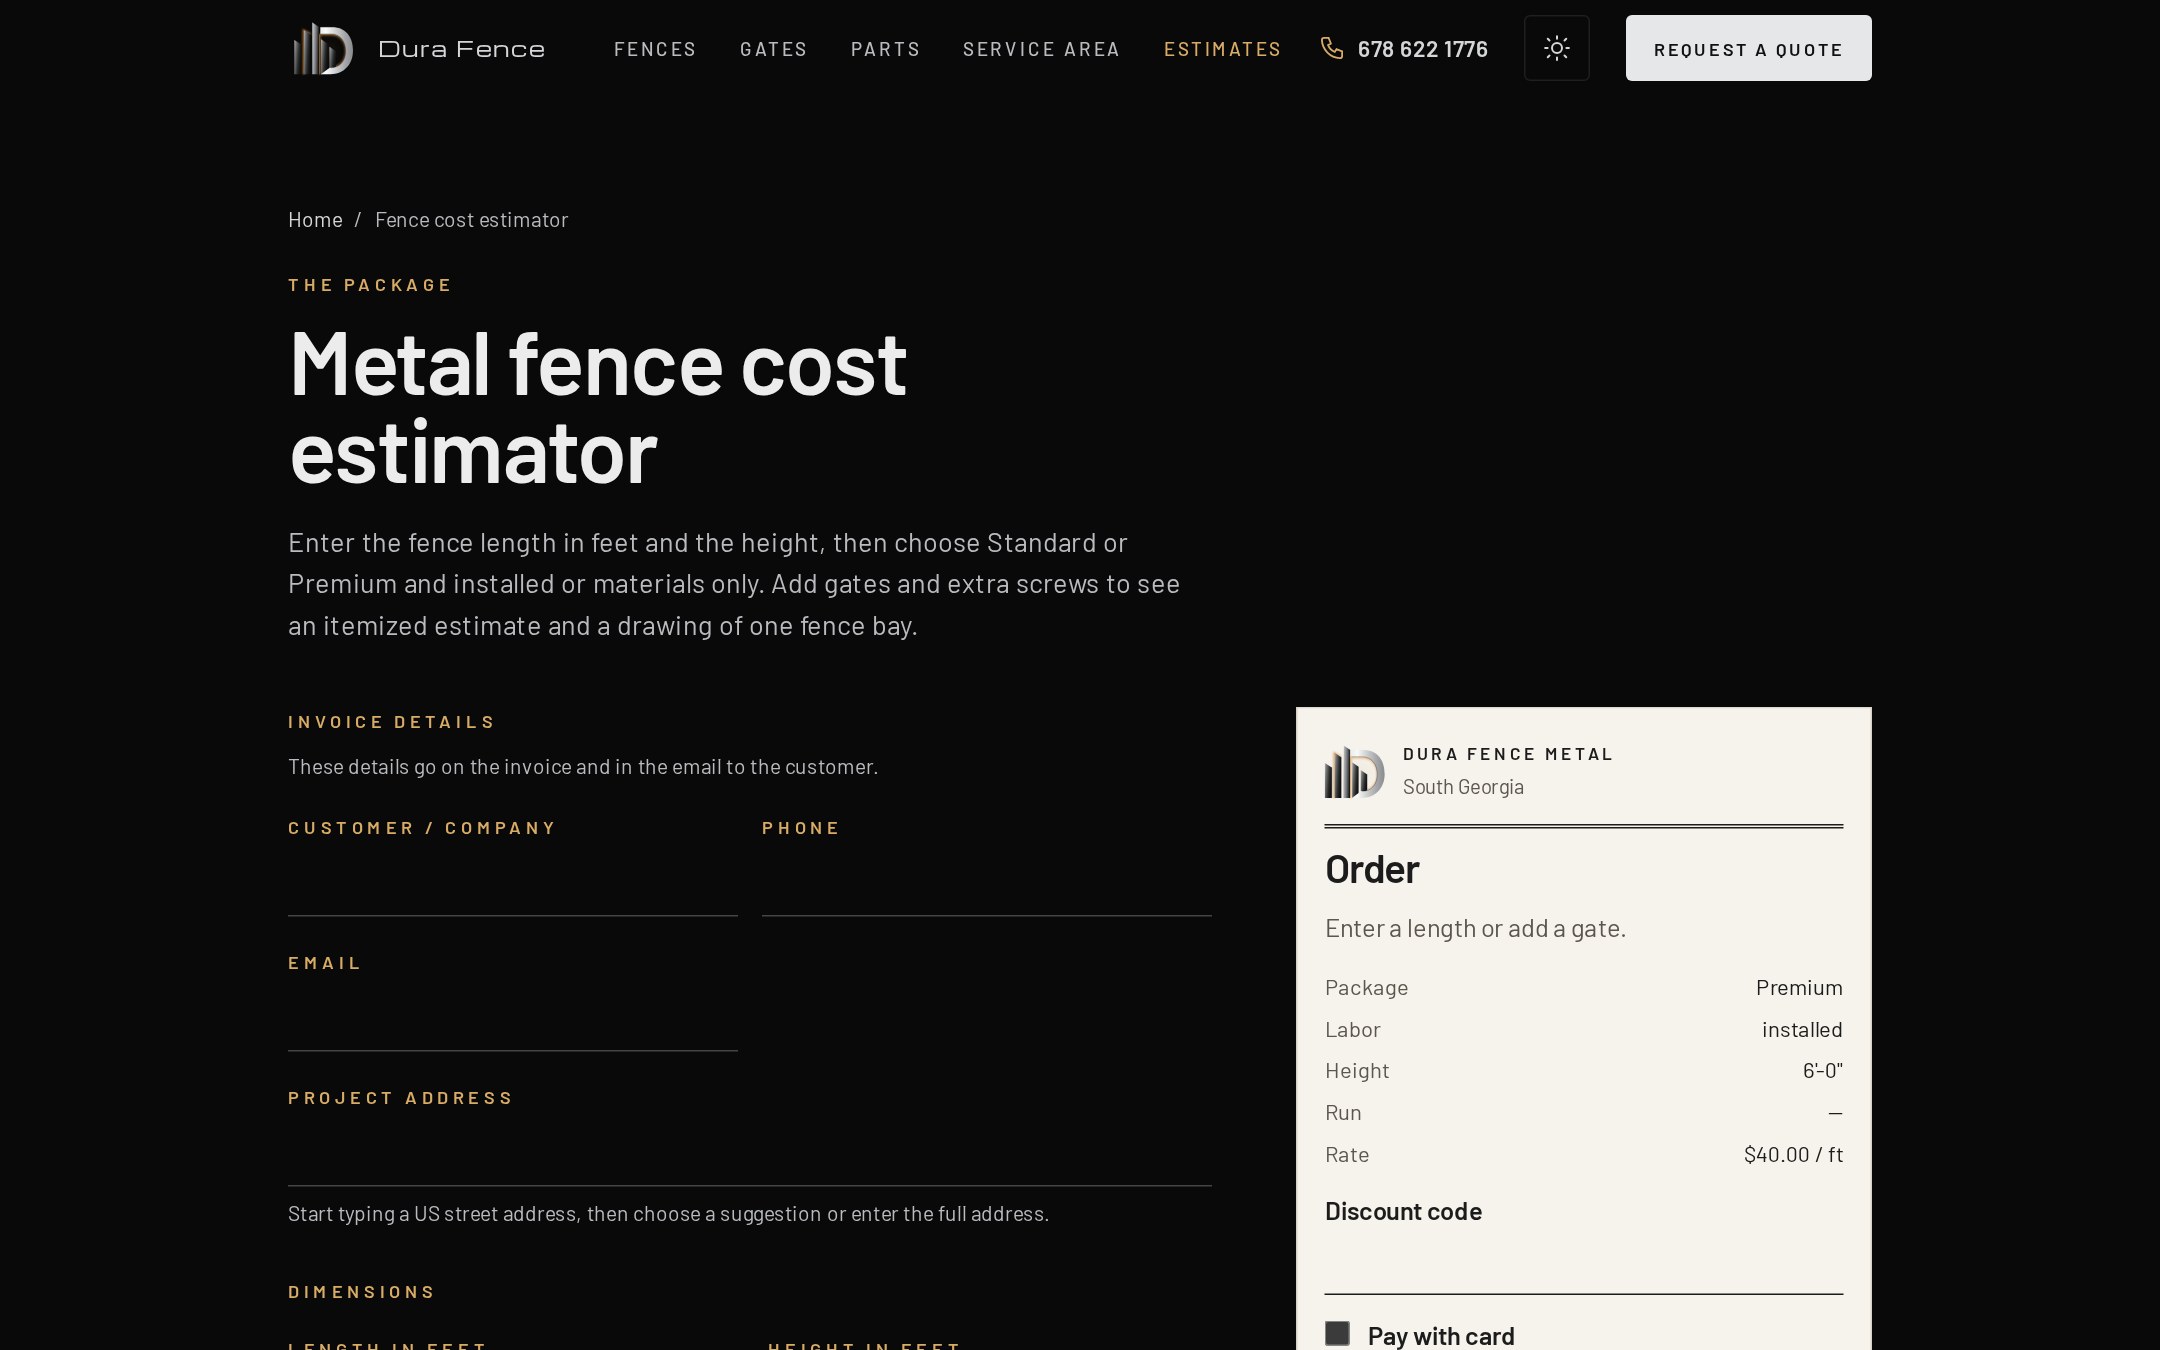 Dura Fence
FENCES
GATES
PARTS
SERVICE AREA
ESTIMATES
678 622 1776
REQUEST A QUOTE
Home / Fence cost estimator
THE PACKAGE
Metal fence cost
estimator
Enter the fence length in feet and the height, then choose Standard or
Premium and installed or materials only. Add gates and extra screws to see
an itemized estimate and a drawing of one fence bay.
INVOICE DETAILS
These details go on the invoice and in the email to the customer.
CUSTOMER / COMPANY
PHONE
EMAIL
PROJECT ADDRESS
Start typing a US street address, then choose a suggestion or enter the full address.
DIMENSIONS
LENGTH IN FEET
HEIGHT IN FEET
DURA FENCE METAL
South Georgia
Order
Enter a length or add a gate.
Package Premium
Labor installed
Height 6'-0"
Run —
Rate $40.00 / ft
Discount code
Pay with card